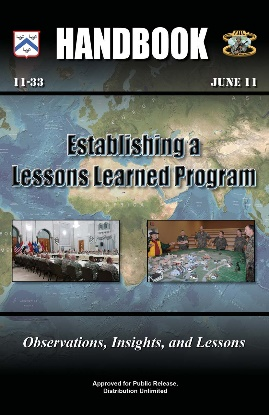 HANDBOOK
11-33 JUNE 11
Establishing a
Lessons Learned Program
Observations, Insights, and Lessons
Approved for Public Release,
Distribution Unlimited